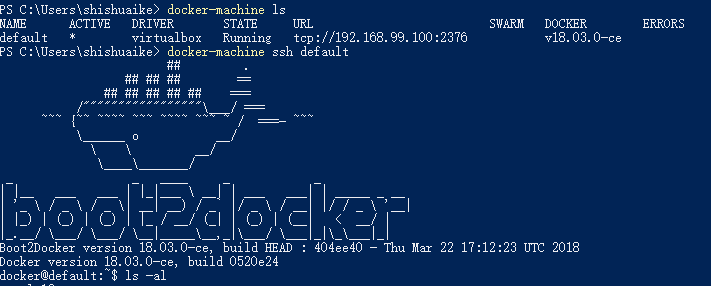 PS C:\Users\shishuaike> docker-machine ls
NAME ACTIVE DRIVER STATE URL SWARM DOCKER ERRORS
default * virtualbox Running tcp://192.168.99.100:2376 v18.03.0-ce
PS C:\Users\shishuaike> docker-machine ssh default
boot2docker
Boot2Docker version 18.03.0-ce, build HEAD : 404ee40 - Thu Mar 22 17:12:23 UTC 2018
Docker version 18.03.0-ce, build 0520e24
docker@default:~$ ls -al